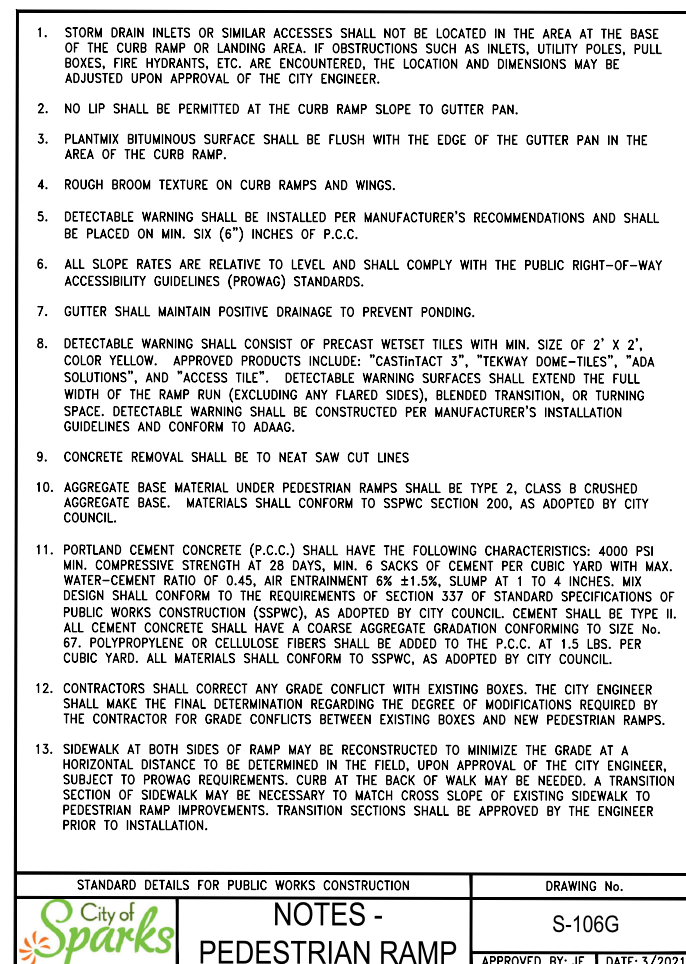 1. STORM DRAIN INLETS OR SIMILAR ACCESSES SHALL NOT BE LOCATED IN THE AREA AT THE BASE
OF THE CURB RAMP OR LANDING AREA. IF OBSTRUCTIONS SUCH AS INLETS, UTILITY POLES, PULL
BOXES, FIRE HYDRANTS, ETC. ARE ENCOUNTERED, THE LOCATION AND DIMENSIONS MAY BE
ADJUSTED UPON APPROVAL OF THE CITY ENGINEER.
2. NO LIP SHALL BE PERMITTED AT THE CURB RAMP SLOPE TO GUTTER PAN.
3. PLANTMIX BITUMINOUS SURFACE SHALL BE FLUSH WITH THE EDGE OF THE GUTTER PAN IN THE
AREA OF THE CURB RAMP.
4. ROUGH BROOM TEXTURE ON CURB RAMPS AND WINGS.
5. DETECTABLE WARNING SHALL BE INSTALLED PER MANUFACTURER'S RECOMMENDATIONS AND SHALL
BE PLACED ON MIN. SIX (6") INCHES OF P.C.C.
6. ALL SLOPE RATES ARE RELATIVE TO LEVEL AND SHALL COMPLY WITH THE PUBLIC RIGHT-OF-WAY
ACCESSIBILITY GUIDELINES (PROWAG) STANDARDS.
7. GUTTER SHALL MAINTAIN POSITIVE DRAINAGE TO PREVENT PONDING.
8. DETECTABLE WARNING SHALL CONSIST OF PRECAST WETSET TILES WITH MIN. SIZE OF 2' X 2',
COLOR YELLOW. APPROVED PRODUCTS INCLUDE: "CASTinTACT 3", "TEKWAY DOME-TILES", "ADA
SOLUTIONS", AND "ACCESS TILE". DETECTABLE WARNING SURFACES SHALL EXTEND THE FULL
WIDTH OF THE RAMP RUN (EXCLUDING ANY FLARED SIDES), BLENDED TRANSITION, OR TURNING
SPACE. DETECTABLE WARNING SHALL BE CONSTRUCTED PER MANUFACTURER'S INSTALLATION
GUIDELINES AND CONFORM TO ADAAG.
9. CONCRETE REMOVAL SHALL BE TO NEAT SAW CUT LINES
10. AGGREGATE BASE MATERIAL UNDER PEDESTRIAN RAMPS SHALL BE TYPE 2, CLASS B CRUSHED
AGGREGATE BASE. MATERIALS SHALL CONFORM TO SSPWC SECTION 200, AS ADOPTED BY CITY
COUNCIL.
11. PORTLAND CEMENT CONCRETE (P.C.C.) SHALL HAVE THE FOLLOWING CHARACTERISTICS: 4000 PSI
MIN. COMPRESSIVE STRENGTH AT 28 DAYS, MIN. 6 SACKS OF CEMENT PER CUBIC YARD WITH MAX.
WATER-CEMENT RATIO OF 0.45, AIR ENTRAINMENT 6% ±1.5%, SLUMP AT 1 TO 4 INCHES. MIX
DESIGN SHALL CONFORM TO THE REQUIREMENTS OF SECTION 337 OF STANDARD SPECIFICATIONS OF
PUBLIC WORKS CONSTRUCTION (SSPWC), AS ADOPTED BY CITY COUNCIL. CEMENT SHALL BE TYPE II.
ALL CEMENT CONCRETE SHALL HAVE A COARSE AGGREGATE GRADATION CONFORMING TO SIZE No.
67. POLYPROPYLENE OR CELLULOSE FIBERS SHALL BE ADDED TO THE P.C.C. AT 1.5 LBS. PER
CUBIC YARD. ALL MATERIALS SHALL CONFORM TO SSPWC, AS ADOPTED BY CITY COUNCIL.
12. CONTRACTORS SHALL CORRECT ANY GRADE CONFLICT WITH EXISTING BOXES. THE CITY ENGINEER
SHALL MAKE THE FINAL DETERMINATION REGARDING THE DEGREE OF MODIFICATIONS REQUIRED BY
THE CONTRACTOR FOR GRADE CONFLICTS BETWEEN EXISTING BOXES AND NEW PEDESTRIAN RAMPS.
13. SIDEWALK AT BOTH SIDES OF RAMP MAY BE RECONSTRUCTED TO MINIMIZE THE GRADE AT A
HORIZONTAL DISTANCE TO BE DETERMINED IN THE FIELD, UPON APPROVAL OF THE CITY ENGINEER,
SUBJECT TO PROWAG REQUIREMENTS. CURB AT THE BACK OF WALK MAY BE NEEDED. A TRANSITION
SECTION OF SIDEWALK MAY BE NECESSARY TO MATCH CROSS SLOPE OF EXISTING SIDEWALK TO
PEDESTRIAN RAMP IMPROVEMENTS. TRANSITION SECTIONS SHALL BE APPROVED BY THE ENGINEER
PRIOR TO INSTALLATION.
STANDARD DETAILS FOR PUBLIC WORKS CONSTRUCTION
DRAWING No.
City of
Sparks
NOTES -
PEDESTRIAN RAMP
S-106G
APPROVED BY: JE
DATE: 3/2021